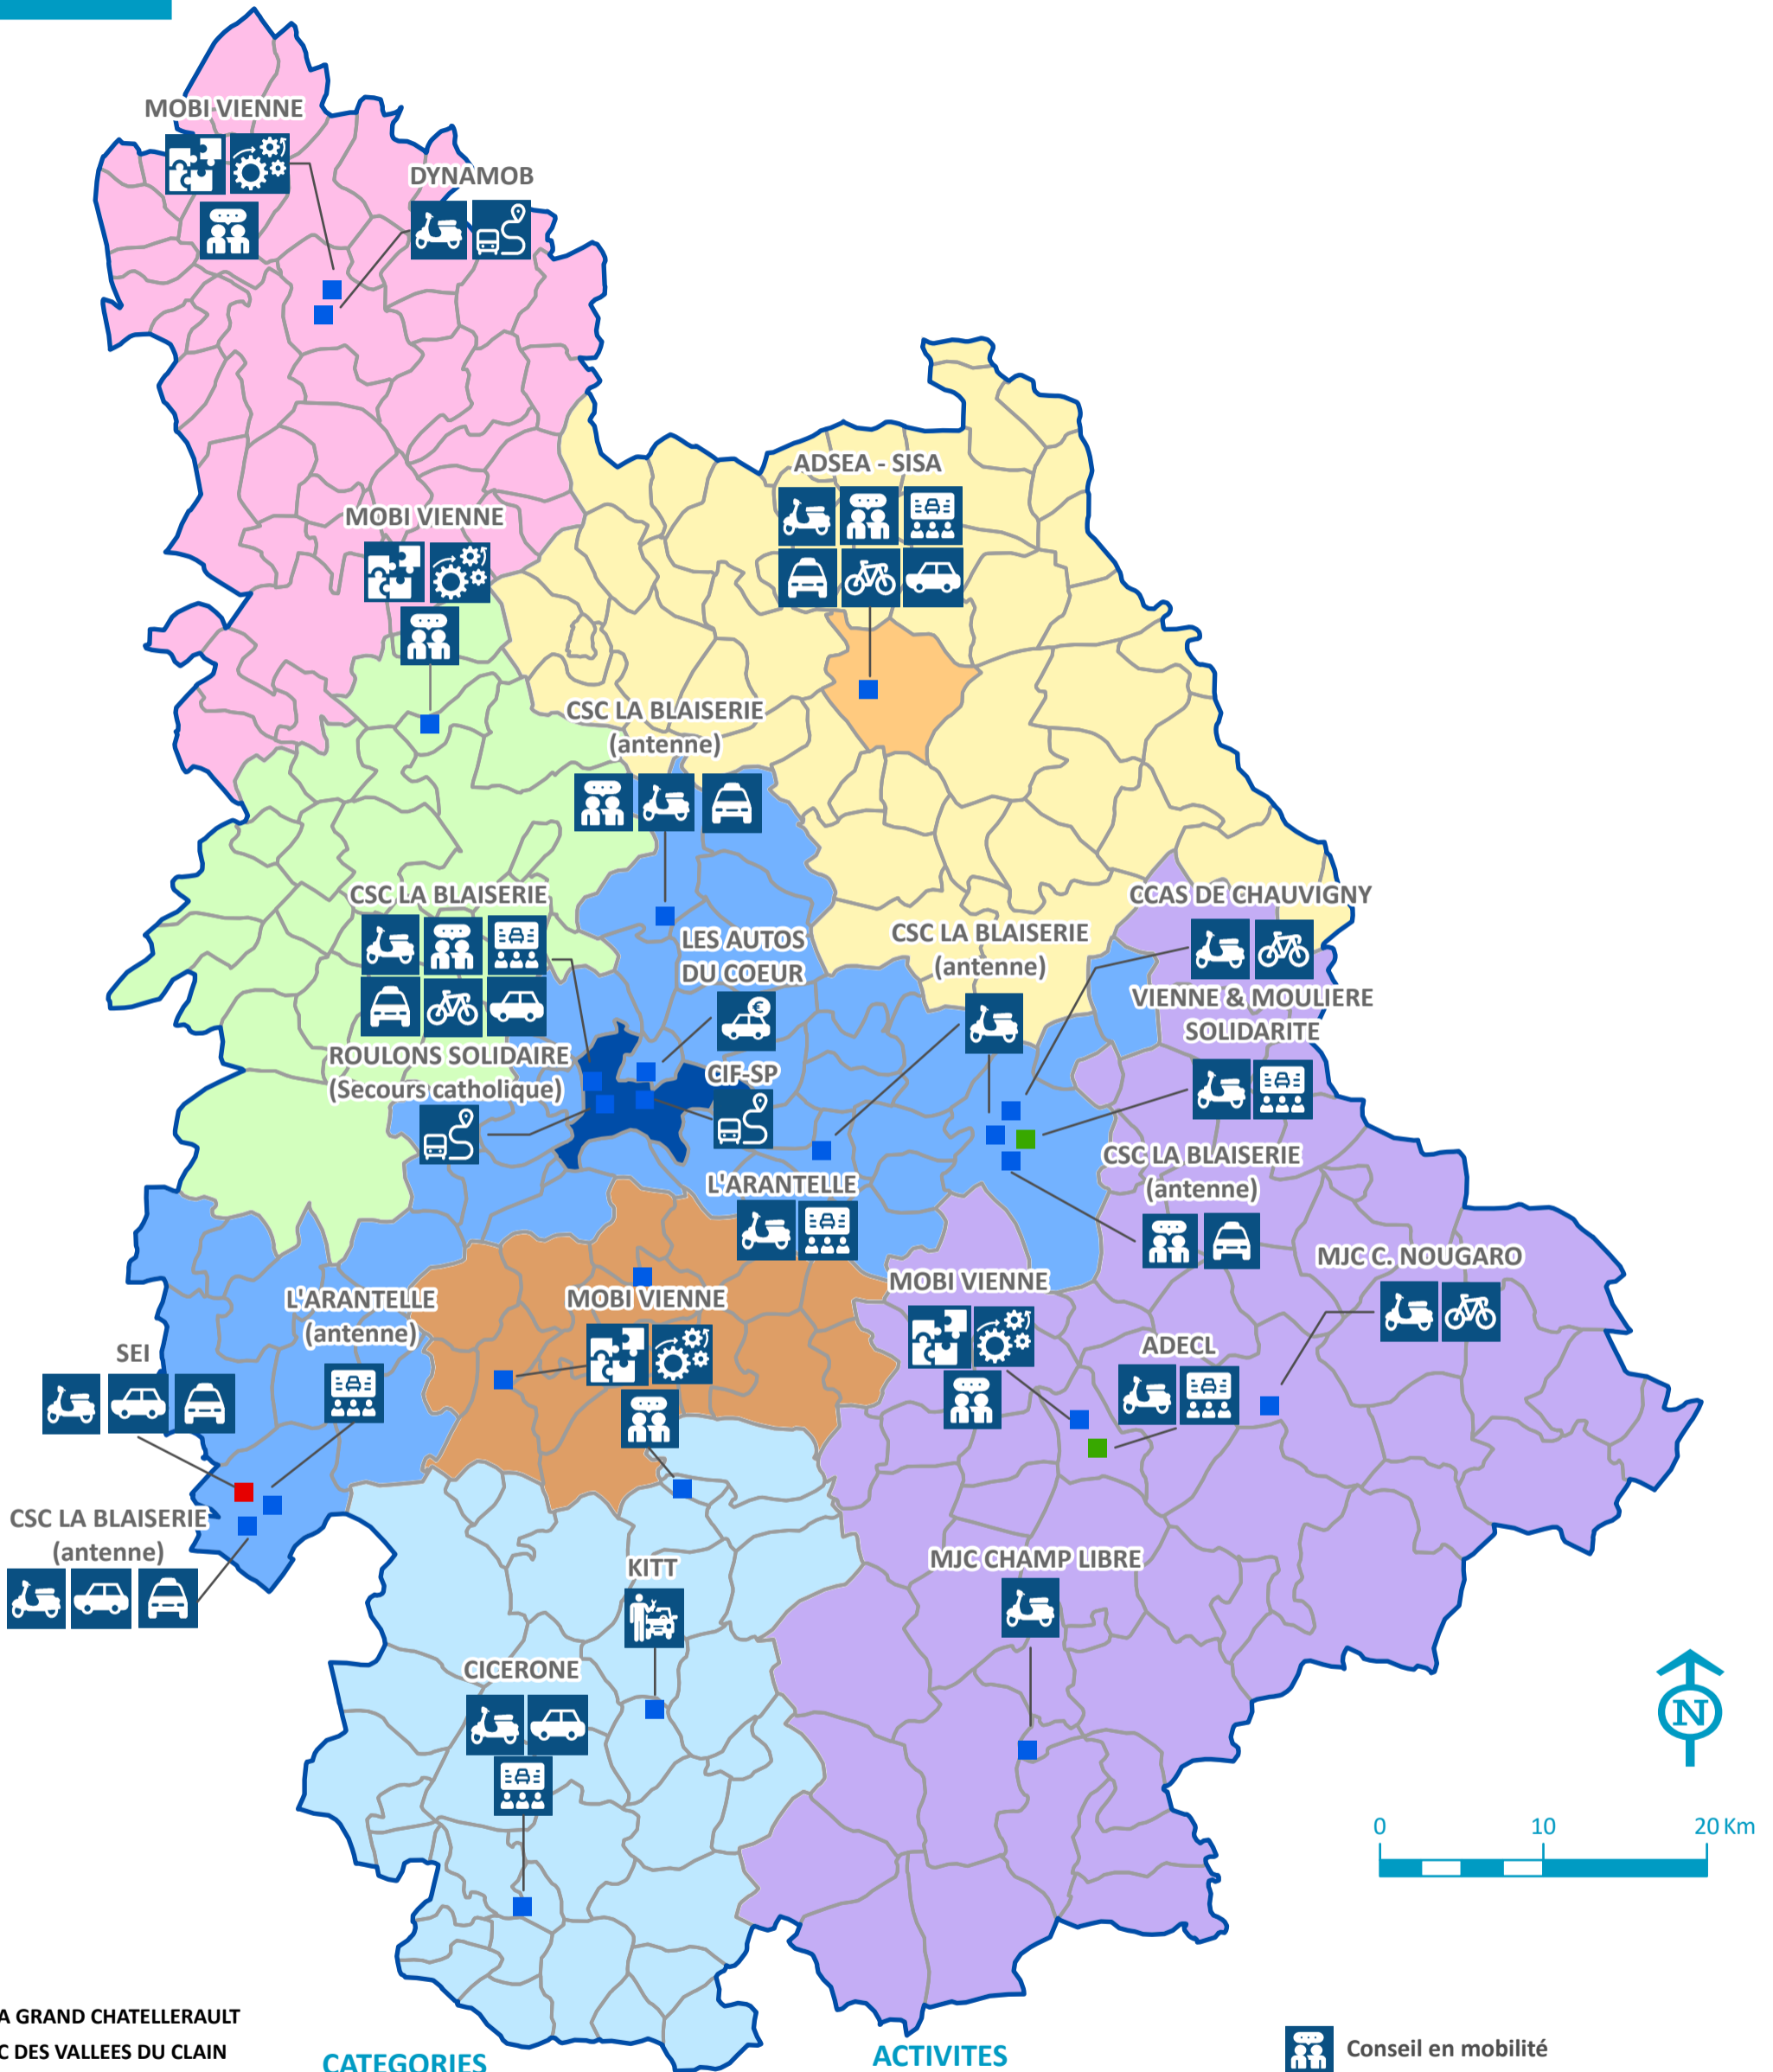 MOBI VIENNE
DYNAMOB
ADSEA - SISA
MOBI VIENNE
CSC LA BLAISERIE
(antenne)
CSC LA BLAISERIE
LES AUTOS
DU COEUR
CSC LA BLAISERIE
(antenne)
CCAS DE CHAUVIGNY
VIENNE & MOULIERE
SOLIDARITE
ROULONS SOLIDAIRE
(Secours catholique)
€
CIF-SP
L'ARANTELLE
CSC LA BLAISERIE
(antenne)
MJC C. NOUGARO
MOBI VIENNE
L'ARANTELLE
(antenne)
MOBI VIENNE
SEI
ADECL
CSC LA BLAISERIE
(antenne)
KITT
MJC CHAMP LIBRE
CICERONE
N
0 10 20 Km
A GRAND CHATELLERAULT
C DES VALLEES DU CLAIN
CATEGORIES
ACTIVITES
Conseil en mobilité